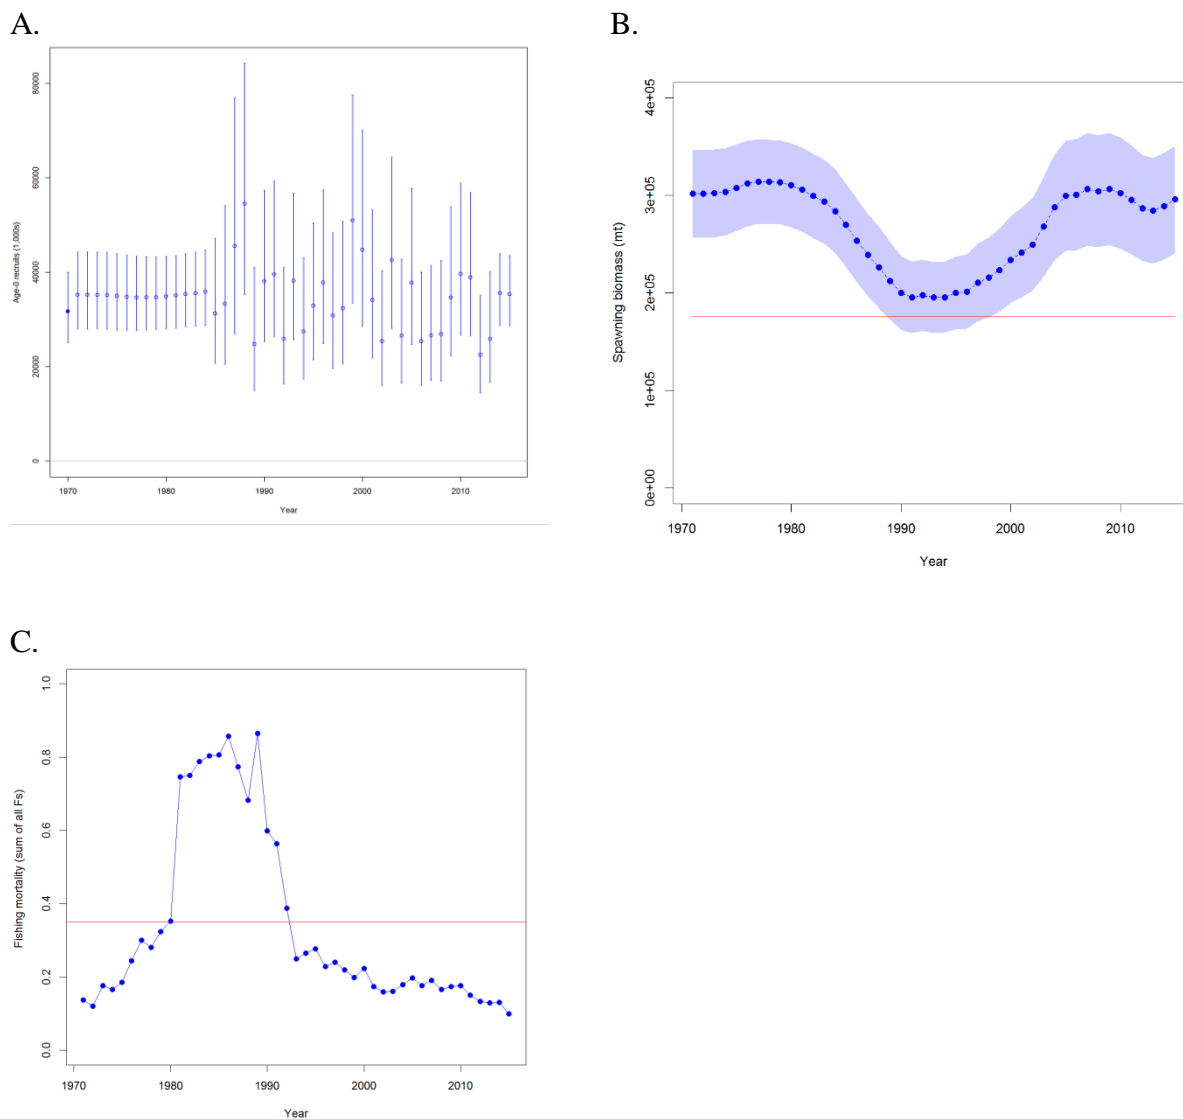 A.
Age-0 recruits (1,000s)
80000
60000
40000
20000
0
1970
1980
1990
2000
2010
Year
B.
Spawning biomass (mt)
4e+05
3e+05
2e+05
1e+05
0e+00
1970
1980
1990
2000
2010
Year
C.
Fishing mortality (sum of all Fs)
1.0
0.8
0.6
0.4
0.2
0.0
1970
1980
1990
2000
2010
Year